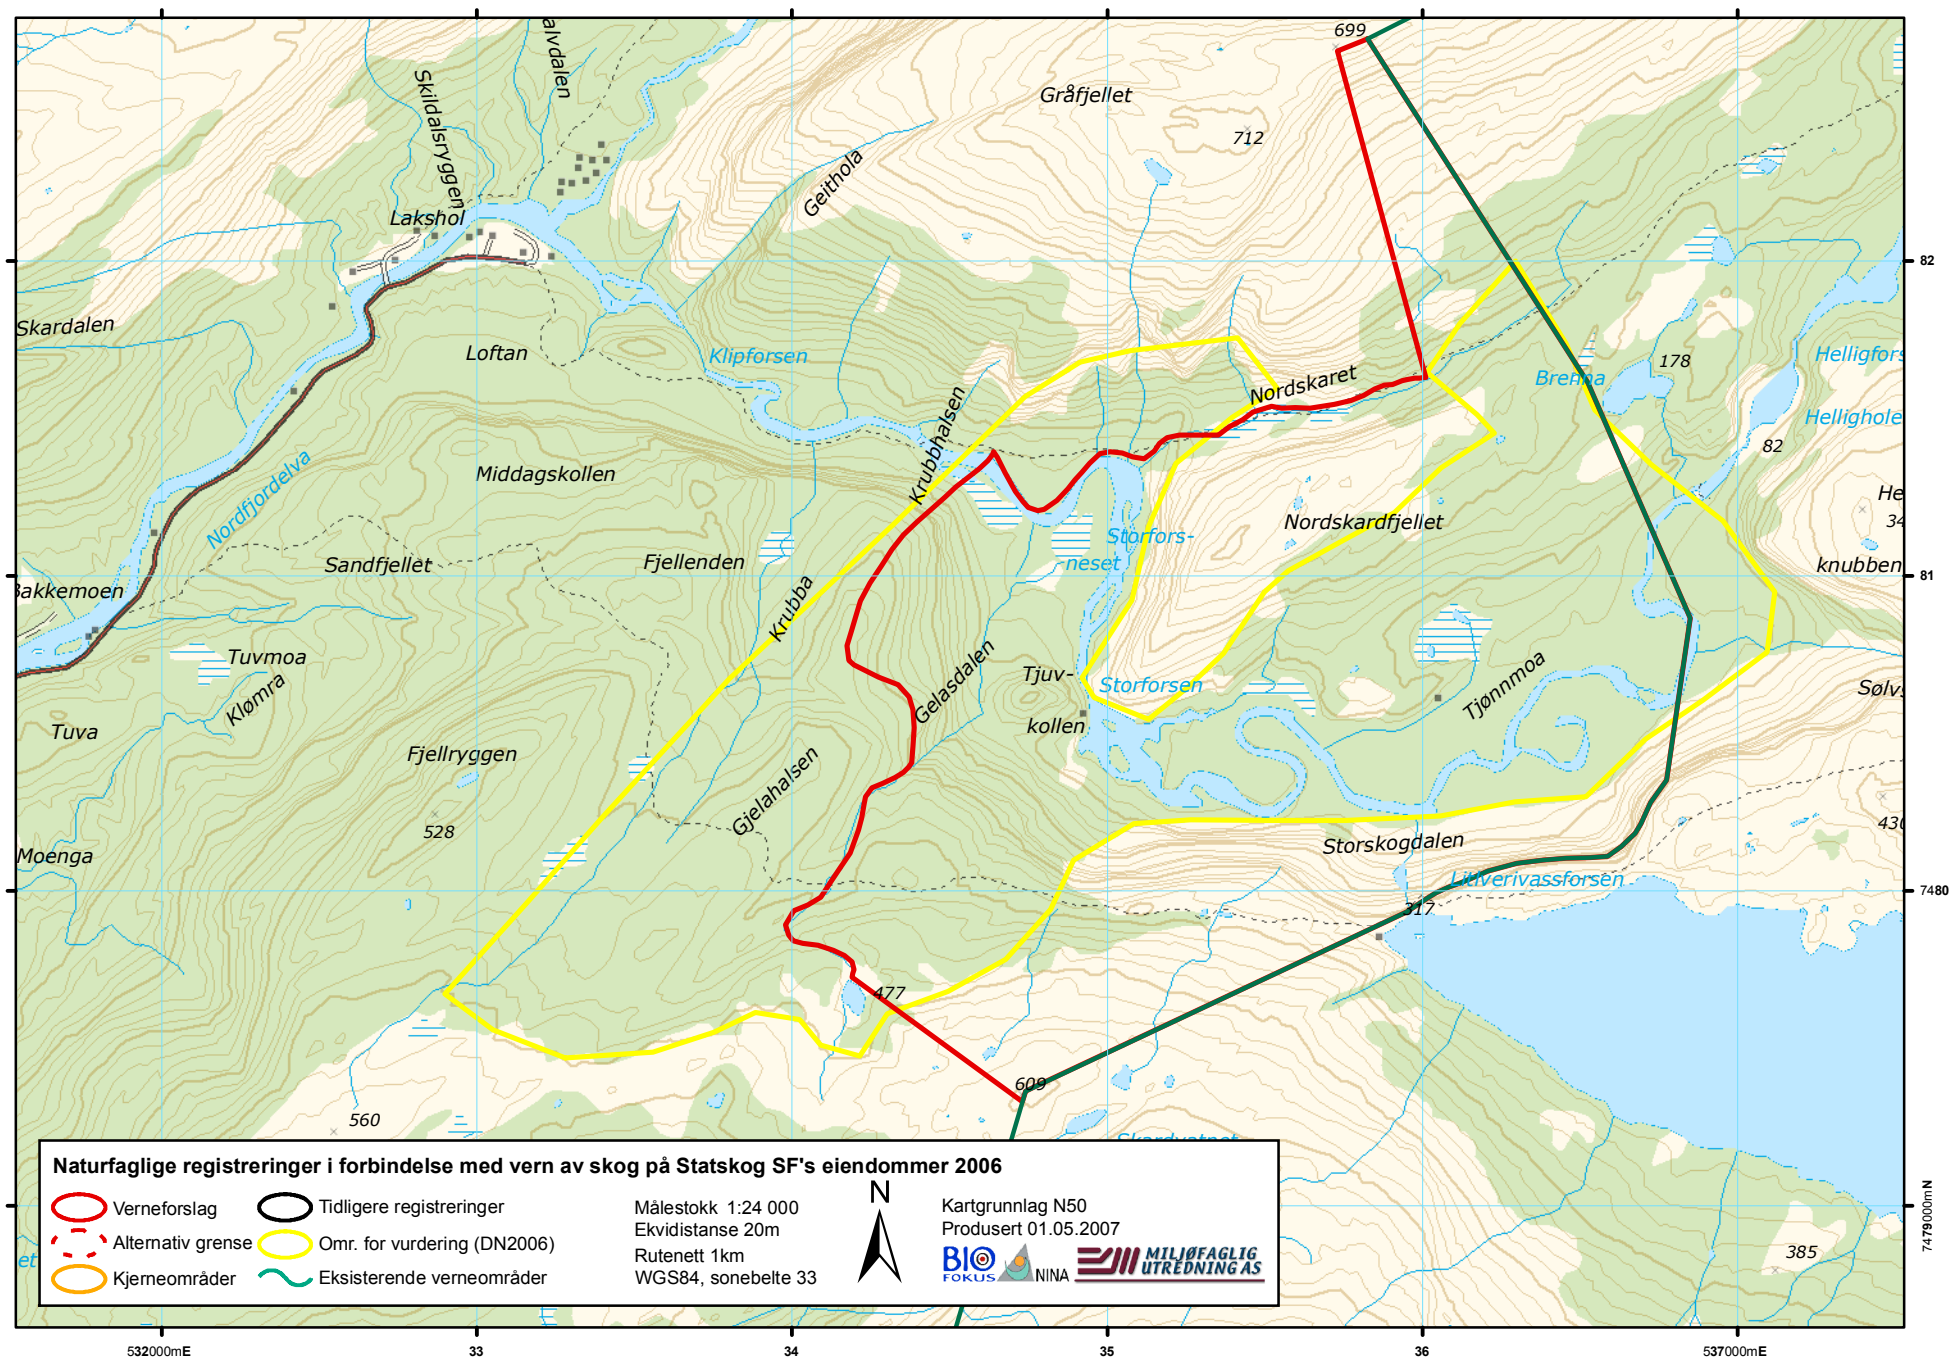 699
alvdalen
Skildalsryggen
Gråfjellet
712
Geithola
Lakshol
82
Skardalen
Loftan
Klipforsen
Helligfors
178
Brenna
Nordskaret
Krubbhalsen
Hellighole
82
Middagskollen
Nordfjordelva
He
34
Nordskardfjellet
Storfors-
-neset
Sandfjellet
Fjellenden
knubben
81
Bakkemoen
Krubba
Tuvmoa
Klømra
Gelasdalen
Tjuv-
kollen
Storforsen
Tjønnmoa
Sølv
Tuva
Fjellryggen
Gjelahalsen
528
430
Moenga
Storskogdalen
Litlverivassforsen
7480
317
477
609
560
Skardvatnet
et
385
Naturfaglige registreringer i forbindelse med vern av skog på Statskog SF's eiendommer 2006
Verneforslag
Alternativ grense
Kjerneområder
Tidligere registreringer
Omr. for vurdering (DN2006)
Eksisterende verneområder
Målestokk 1:24 000
Ekvidistanse 20m
Rutenett 1km
WGS84, sonebelte 33
N
Kartgrunnlag N50
Produsert 01.05.2007
BIO
FOKUS
NINA
MILJØFAGLIG
UTREDNING AS
7479000mN
532000mE
33
34
35
36
537000mE